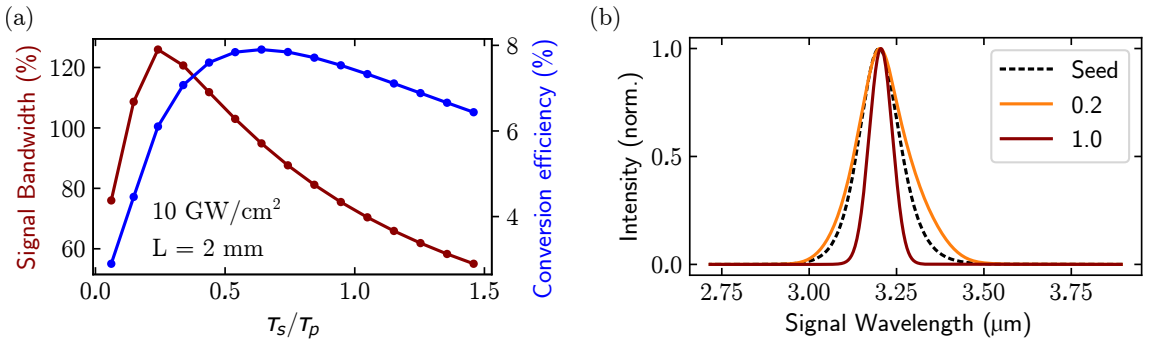 (a)
Signal Bandwidth (%)
120
100
80
60
10 GW/cm²
L = 2 mm
0.0 0.5 1.0 1.5
τₛ/τₚ
8
6
4
Conversion efficiency (%)
(b)
Intensity (norm.)
1.0
0.5
0.0
Seed
0.2
1.0
2.75 3.00 3.25 3.50 3.75
Signal Wavelength (μm)